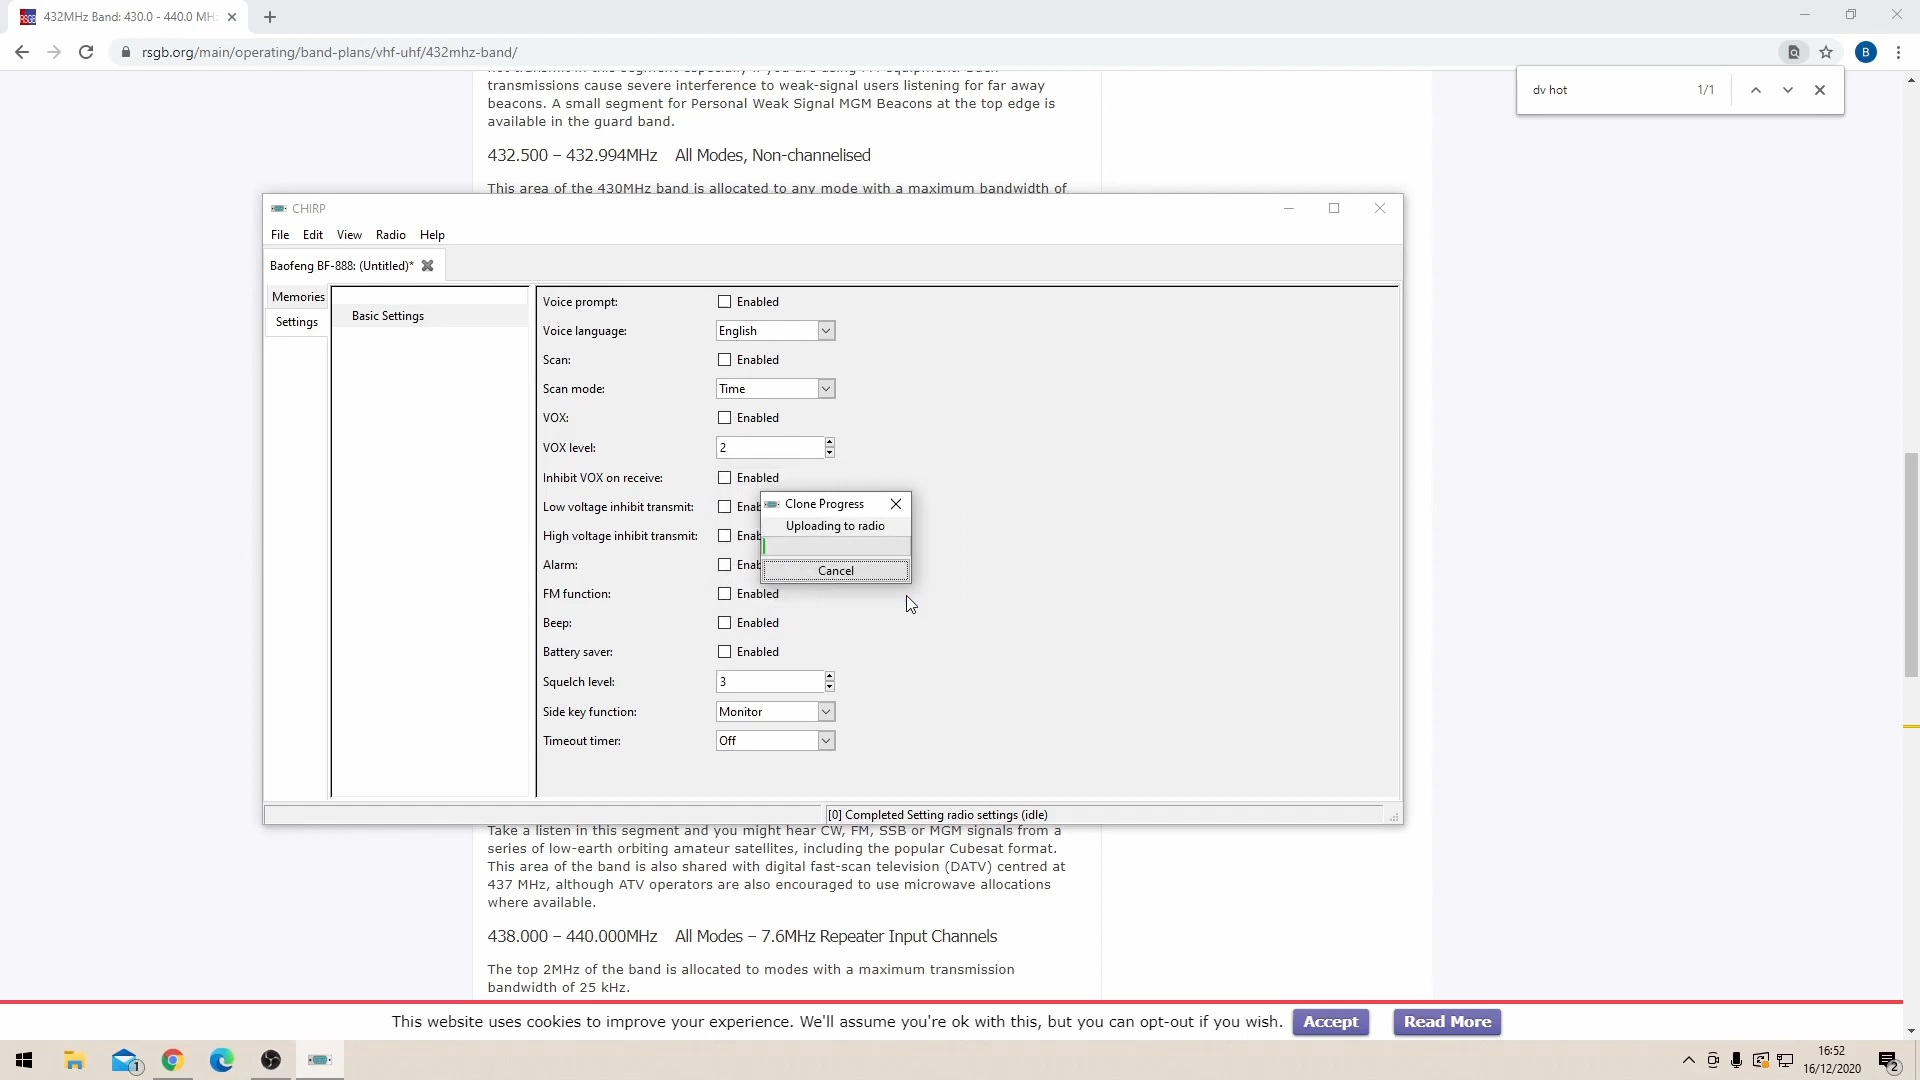 432MHz Band: 430.0 - 440.0 MH
rsgb.org/main/operating/band-plans/vhf-uhf/432mhz-band/
B
dv hot
1/1
transmissions cause severe interference to weak-signal users listening for far away
beacons. A small segment for Personal Weak Signal MGM Beacons at the top edge is
available in the guard band.
432.500 – 432.994MHz All Modes, Non-channelised
This area of the 430MHz band is allocated to any mode with a maximum bandwidth of
CHIRP
File Edit View Radio Help
Baofeng BF-888: (Untitled)*
Memories
Settings
Basic Settings
Voice prompt: Enabled
Voice language: English
Scan: Enabled
Scan mode: Time
VOX: Enabled
VOX level: 2
Inhibit VOX on receive: Enabled
Low voltage inhibit transmit: Enab
High voltage inhibit transmit: Enab
Alarm: Enab
FM function: Enabled
Beep: Enabled
Battery saver: Enabled
Squelch level: 3
Side key function: Monitor
Timeout timer: Off
Clone Progress
Uploading to radio
Cancel
[0] Completed Setting radio settings (idle)
Take a listen in this segment and you might hear CW, FM, SSB or MGM signals from a
series of low-earth orbiting amateur satellites, including the popular Cubesat format.
This area of the band is also shared with digital fast-scan television (DATV) centred at
437 MHz, although ATV operators are also encouraged to use microwave allocations
where available.
438.000 – 440.000MHz All Modes – 7.6MHz Repeater Input Channels
The top 2MHz of the band is allocated to modes with a maximum transmission
bandwidth of 25 kHz.
This website uses cookies to improve your experience. We'll assume you're ok with this, but you can opt-out if you wish. Accept Read More
1
16:52
16/12/2020
2